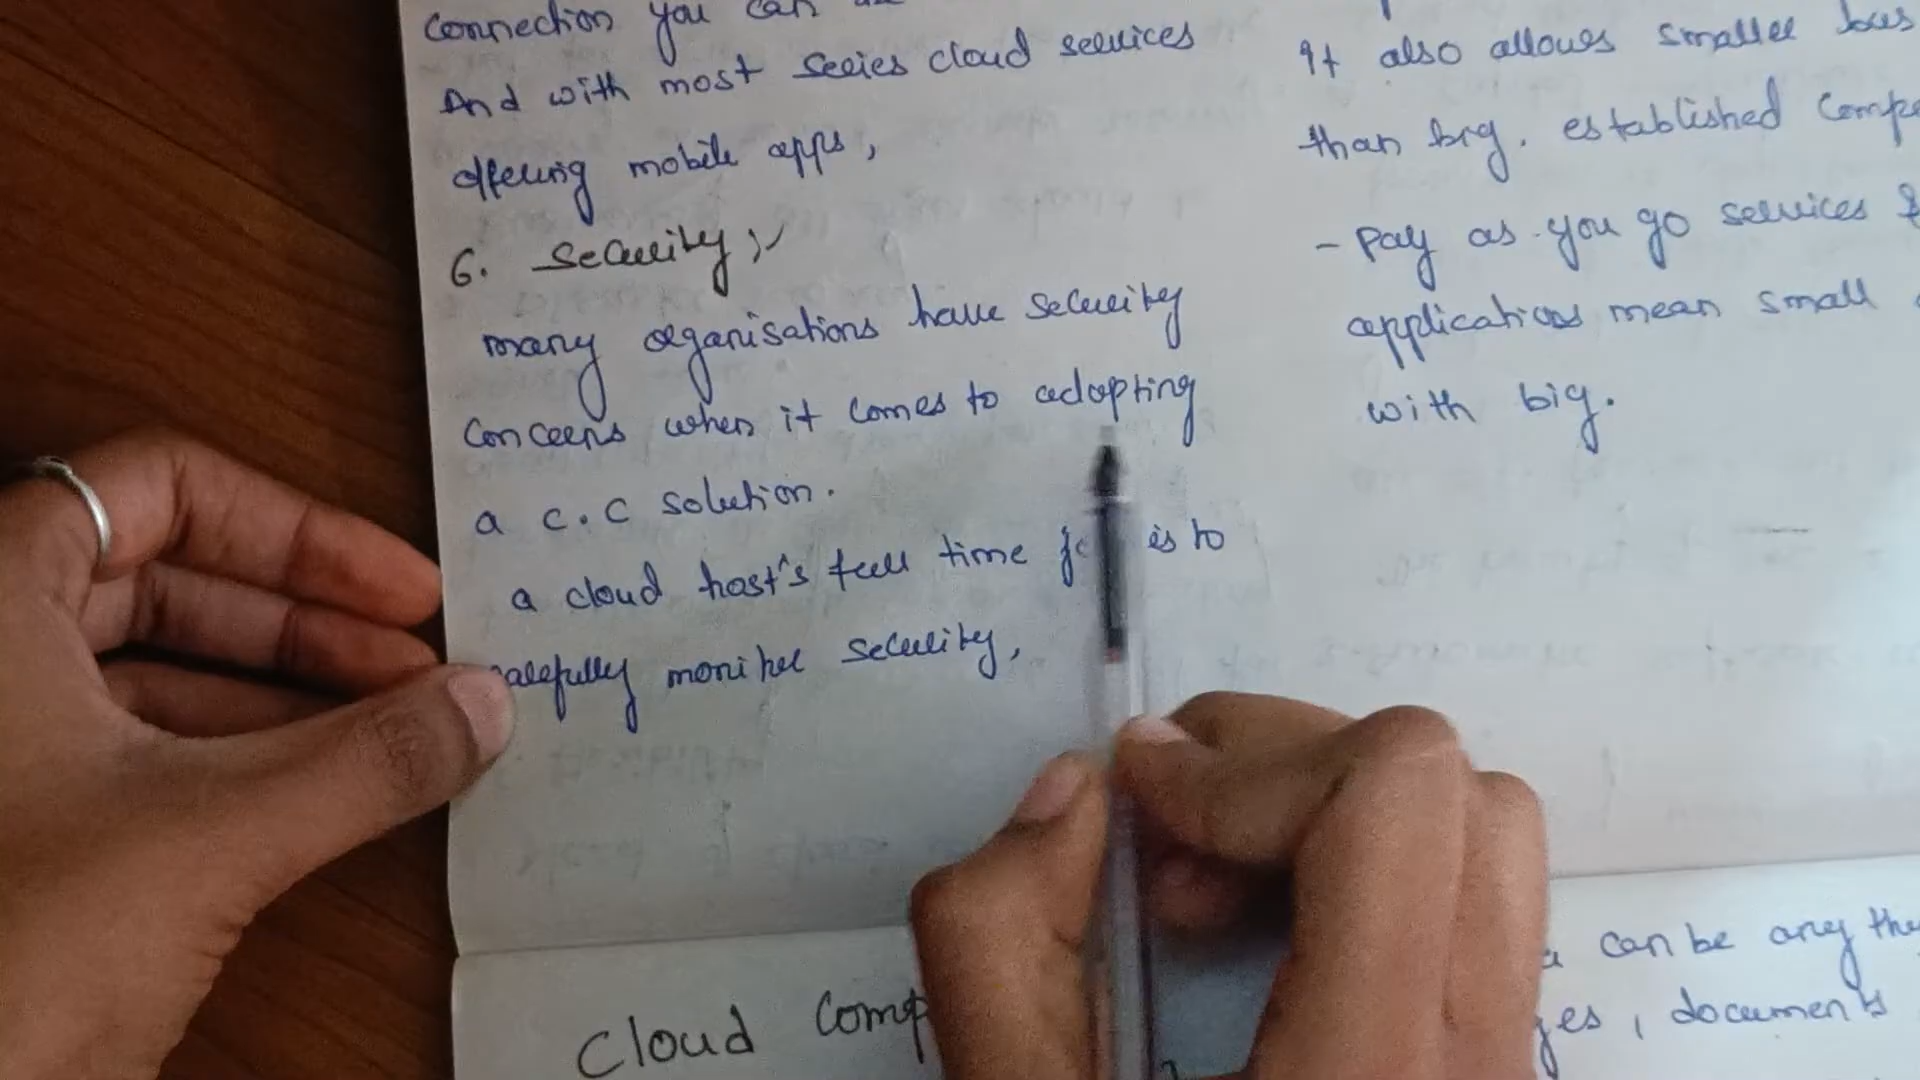 Connection you can
And with most series cloud services
offering mobile apps,
6. Security;
many organisations have security
Concerns when it comes to adopting
a c.c solution.
a cloud host's full time is to
carefully monitor security,
It also allows smaller
than big. established
- Pay as you go services
applications mean small
with big.
Cloud
can be any
documents